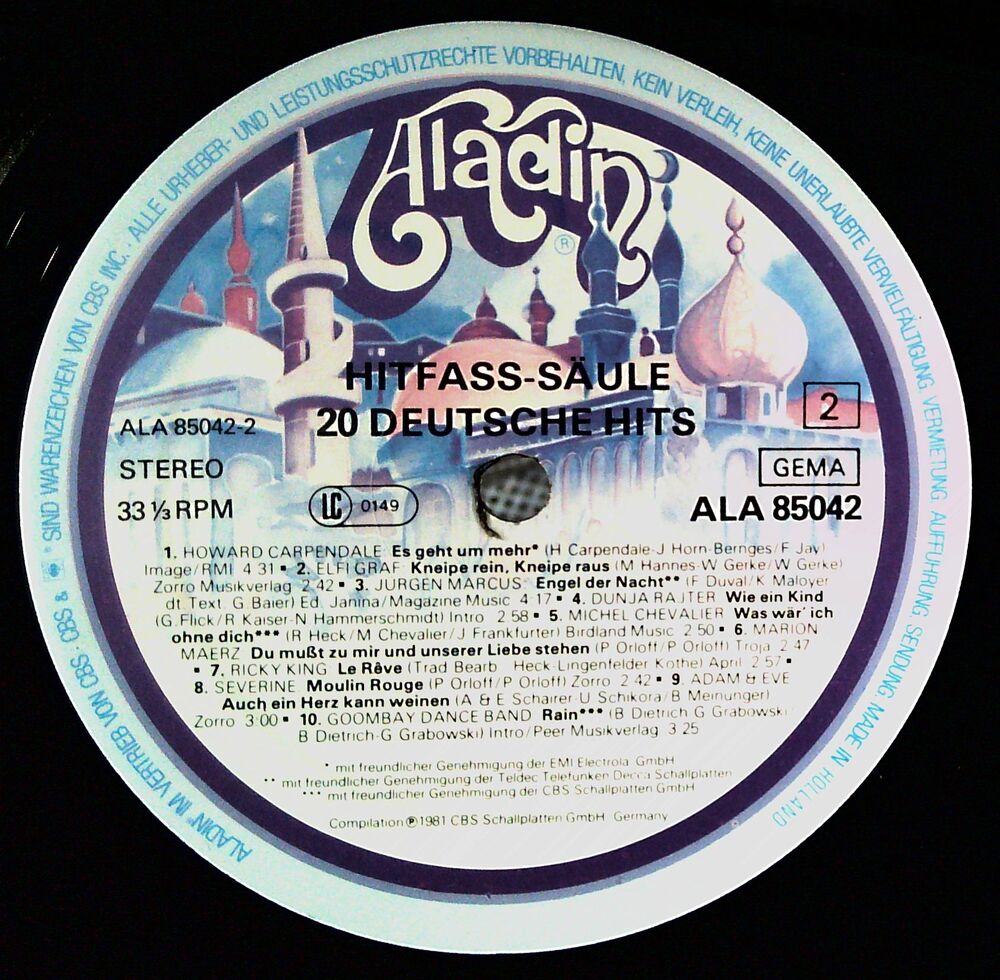 ALADIN" IM VERTRIEB VON CBS · CBS & " SIND WARENZEICHEN VON CBS INC. · ALLE URHEBER- UND LEISTUNGSSCHUTZRECHTE VORBEHALTEN. KEIN VERLEIH, KEINE UNERLAUBTE VERVIELFÄLTIGUNG, VERMIETUNG, AUFFÜHRUNG, SENDUNG. MADE IN HOLLAND
Aladin
®
HITFASS-SÄULE
20 DEUTSCHE HITS
2
ALA 85042-2
STEREO
GEMA
33 ⅓ RPM
LC 0149
ALA 85042
1. HOWARD CARPENDALE Es geht um mehr* (H Carpendale-J Horn-Bernges/F Jay)
Image/RMI 4 31 ▪ 2. ELFI GRAF Kneipe rein, Kneipe raus (M Hannes-W Gerke/W Gerke)
Zorro Musikverlag 2 42 ▪ 3. JÜRGEN MARCUS Engel der Nacht** (F Duval/K Maloyer
dt. Text. G Baier) Ed. Janina/Magazine Music 4 17 ▪ 4. DUNJA RAJTER Wie ein Kind
(G. Flick/R Kaiser-N Hammerschmidt) Intro 2 58 ▪ 5. MICHEL CHEVALIER Was wär' ich
ohne dich*** (R Heck/M Chevalier/J Frankfurter) Birdland Music 2 50 ▪ 6. MARION
MAERZ Du mußt zu mir und unserer Liebe stehen (P Orloff/P Orloff) Troja 2 47
▪ 7. RICKY KING Le Rêve (Trad Bearb Heck-Lingenfelder Kothe) April 2 57 ▪
8. SEVERINE Moulin Rouge (P Orloff/P Orloff) Zorro 2 42 ▪ 9. ADAM & EVE
Auch ein Herz kann weinen (A & E Schairer-U Schikora/B Meinunger)
Zorro 3 00 ▪ 10. GOOMBAY DANCE BAND Rain*** (B Dietrich G Grabowski
B Dietrich-G Grabowski) Intro/Peer Musikverlag 3 25
* mit freundlicher Genehmigung der EMI Electrola GmbH
** mit freundlicher Genehmigung der Teldec Telefunken Decca Schallplatten
*** mit freundlicher Genehmigung der CBS Schallplatten GmbH
Compilation ℗ 1981 CBS Schallplatten GmbH Germany